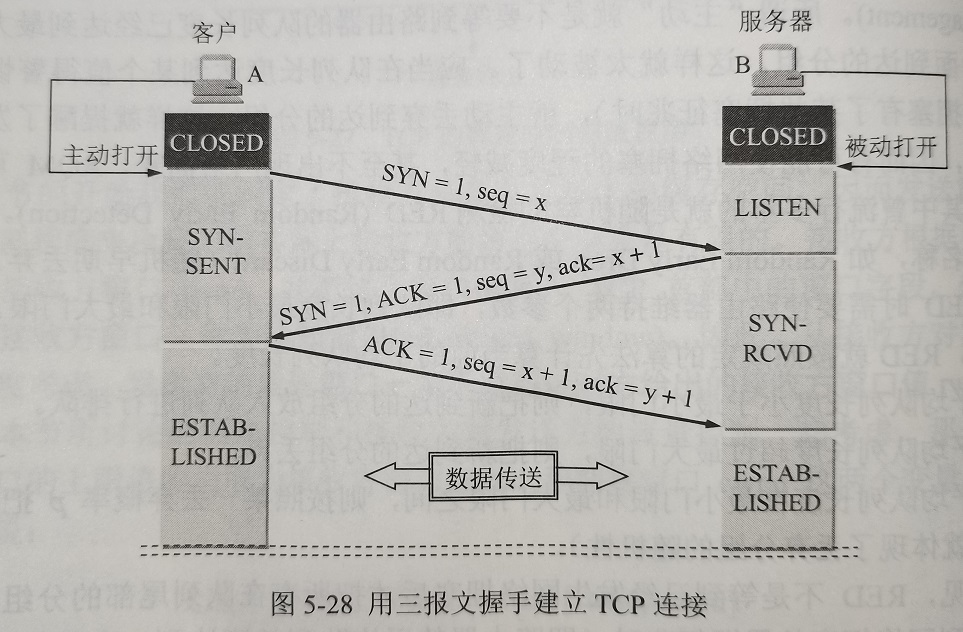 客户
服务器
A
B
CLOSED
CLOSED
主动打开
被动打开
SYN = 1, seq = x
LISTEN
SYN-
SENT
SYN = 1, ACK = 1, seq = y, ack= x + 1
SYN-
RCVD
ACK = 1, seq = x + 1, ack = y + 1
ESTAB-
LISHED
数据传送
ESTAB-
LISHED
图 5-28 用三报文握手建立 TCP 连接